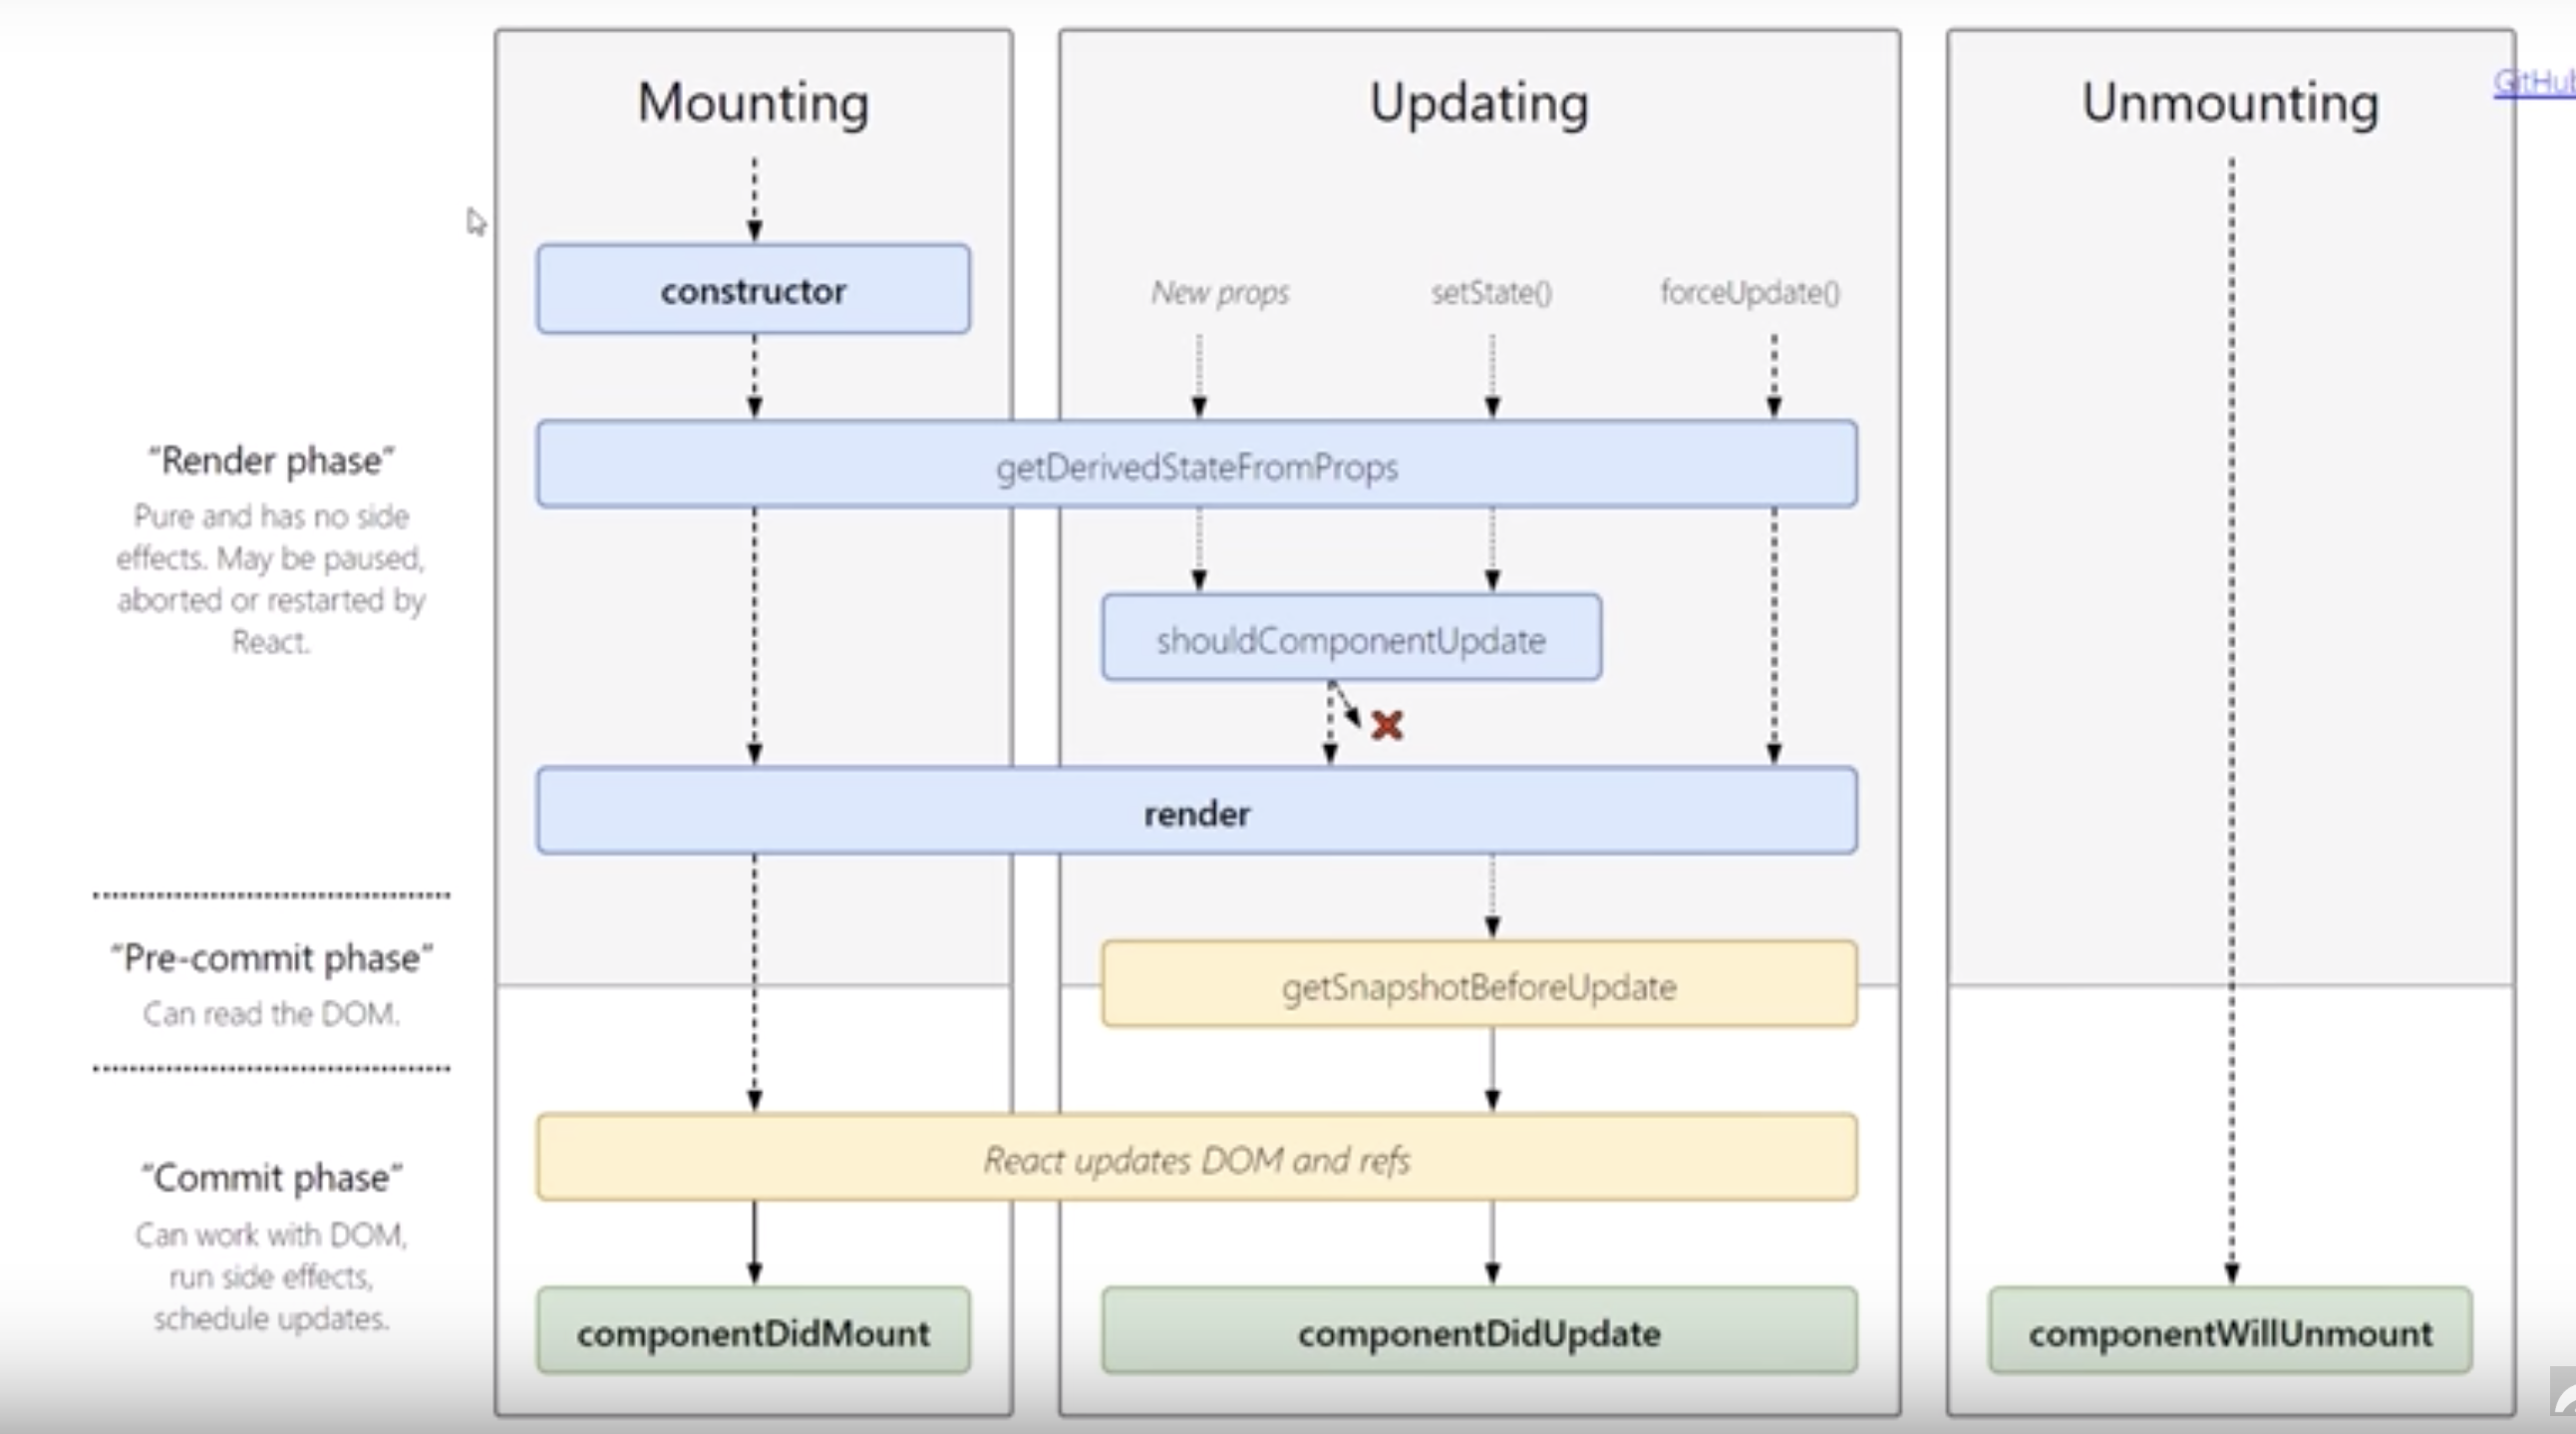 Mounting
Updating
Unmounting
GitHub
constructor
New props
setState()
forceUpdate()
"Render phase"
Pure and has no side
effects. May be paused,
aborted or restarted by
React.
getDerivedStateFromProps
shouldComponentUpdate
render
"Pre-commit phase"
Can read the DOM.
getSnapshotBeforeUpdate
"Commit phase"
Can work with DOM,
run side effects,
schedule updates.
React updates DOM and refs
componentDidMount
componentDidUpdate
componentWillUnmount